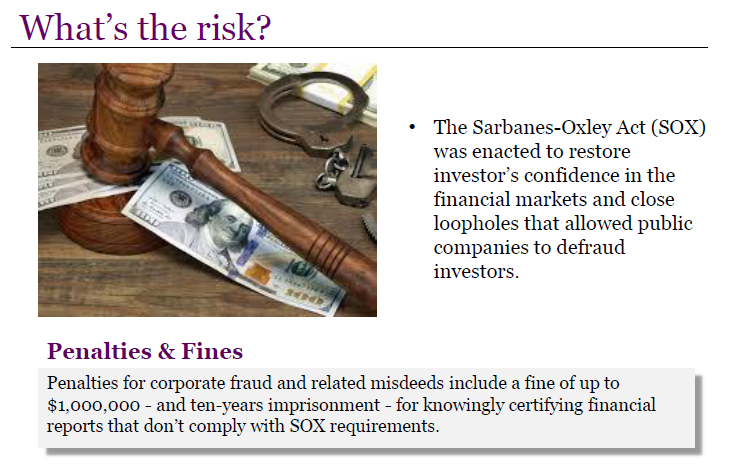 What's the risk?
• The Sarbanes-Oxley Act (SOX)
was enacted to restore
investor's confidence in the
financial markets and close
loopholes that allowed public
companies to defraud
investors.
100
Penalties & Fines
Penalties for corporate fraud and related misdeeds include a fine of up to
$1,000,000 - and ten-years imprisonment - for knowingly certifying financial
reports that don't comply with SOX requirements.